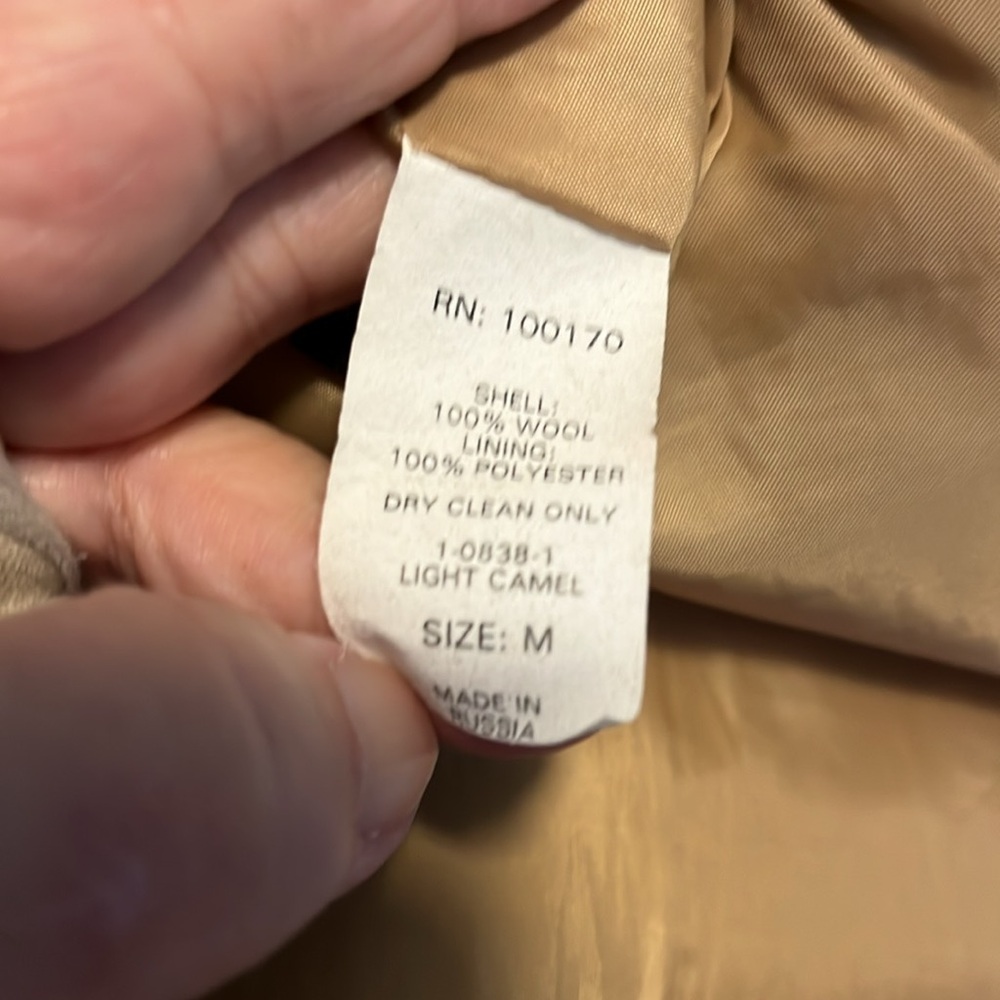 RN: 100170
SHELL:
100% WOOL
LINING:
100% POLYESTER
DRY CLEAN ONLY
1-0838-1
LIGHT CAMEL
SIZE: M
MADE IN
RUSSIA